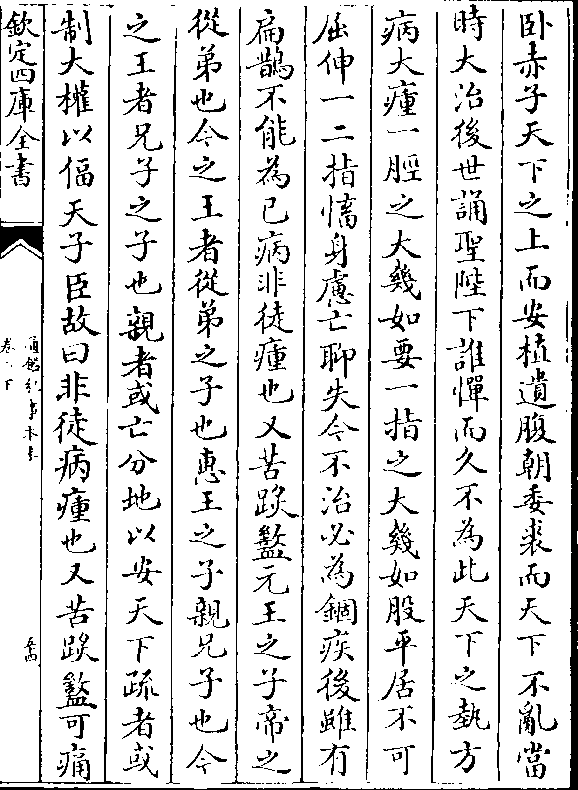 卧赤子天下之上而安植遺腹朝委裘而天下不亂當
時大治後世誦聖陛下誰憚而久不為此天下之埶方
病大瘇一脛之大幾如要一指之大幾如股平居不可
屈伸一二指慉身慮亡聊失今不治必為錮疾後雖有
扁鵲不能為已病非徒瘇也又苦𨂂盭元王之子帝之
從弟也今之王者從弟之子也惠王之子親兄子也今
之王者兄子之子也親者或亡分地以安天下疏者或
制大權以偪天子臣故曰非徒病瘇也又苦𨂂盭可痛
欽定四庫全書
通鑑紀事本末